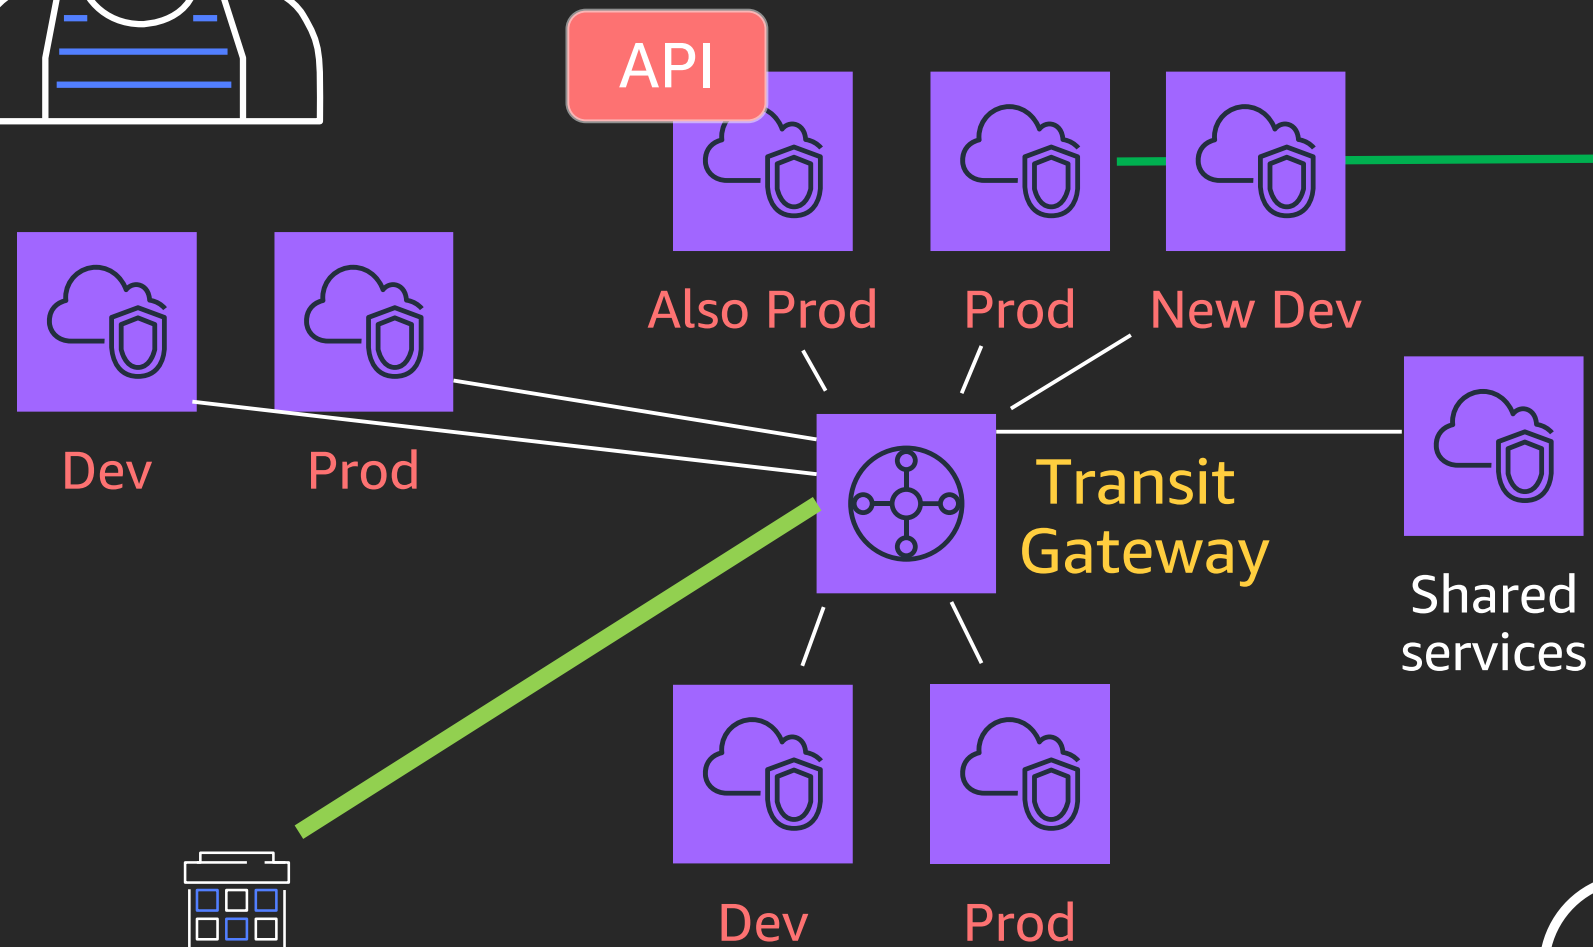 API
Also Prod
Prod
New Dev
Dev
Prod
Transit
Gateway
Shared
services
Dev
Prod